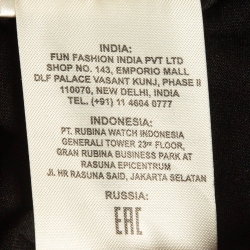 INDIA:
FUN FASHION INDIA PVT LTD
SHOP NO. 143, EMPORIO MALL
DLF PALACE VASANT KUNJ, PHASE II
110070, NEW DELHI, INDIA
TEL. (+91) 11 4604 0777
INDONESIA:
PT. RUBINA WATCH INDONESIA
GENERALI TOWER 23RD FLOOR,
GRAN RUBINA BUSINESS PARK AT
RASUNA EPICENTRUM
JL. HR RASUNA SAID, JAKARTA SELATAN
RUSSIA:
EAC